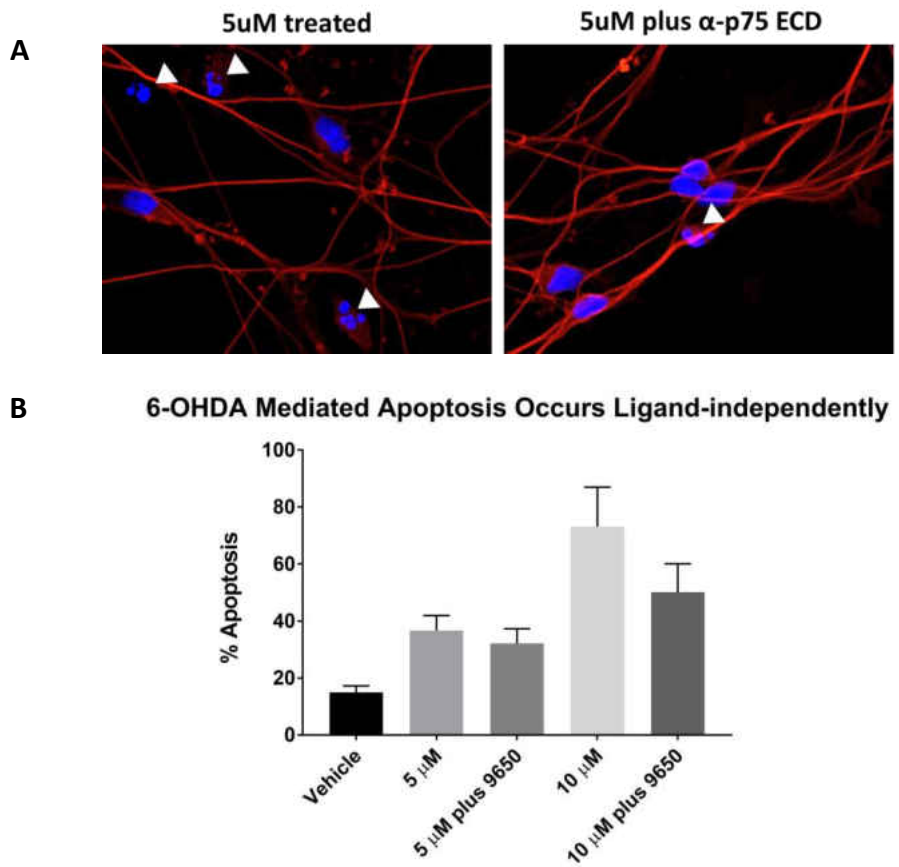 A
5uM treated
5uM plus α-p75 ECD
B
6-OHDA Mediated Apoptosis Occurs Ligand-independently
% Apoptosis
100
80
60
40
20
0
Vehicle
5 μM
5 μM plus 9650
10 μM
10 μM plus 9650